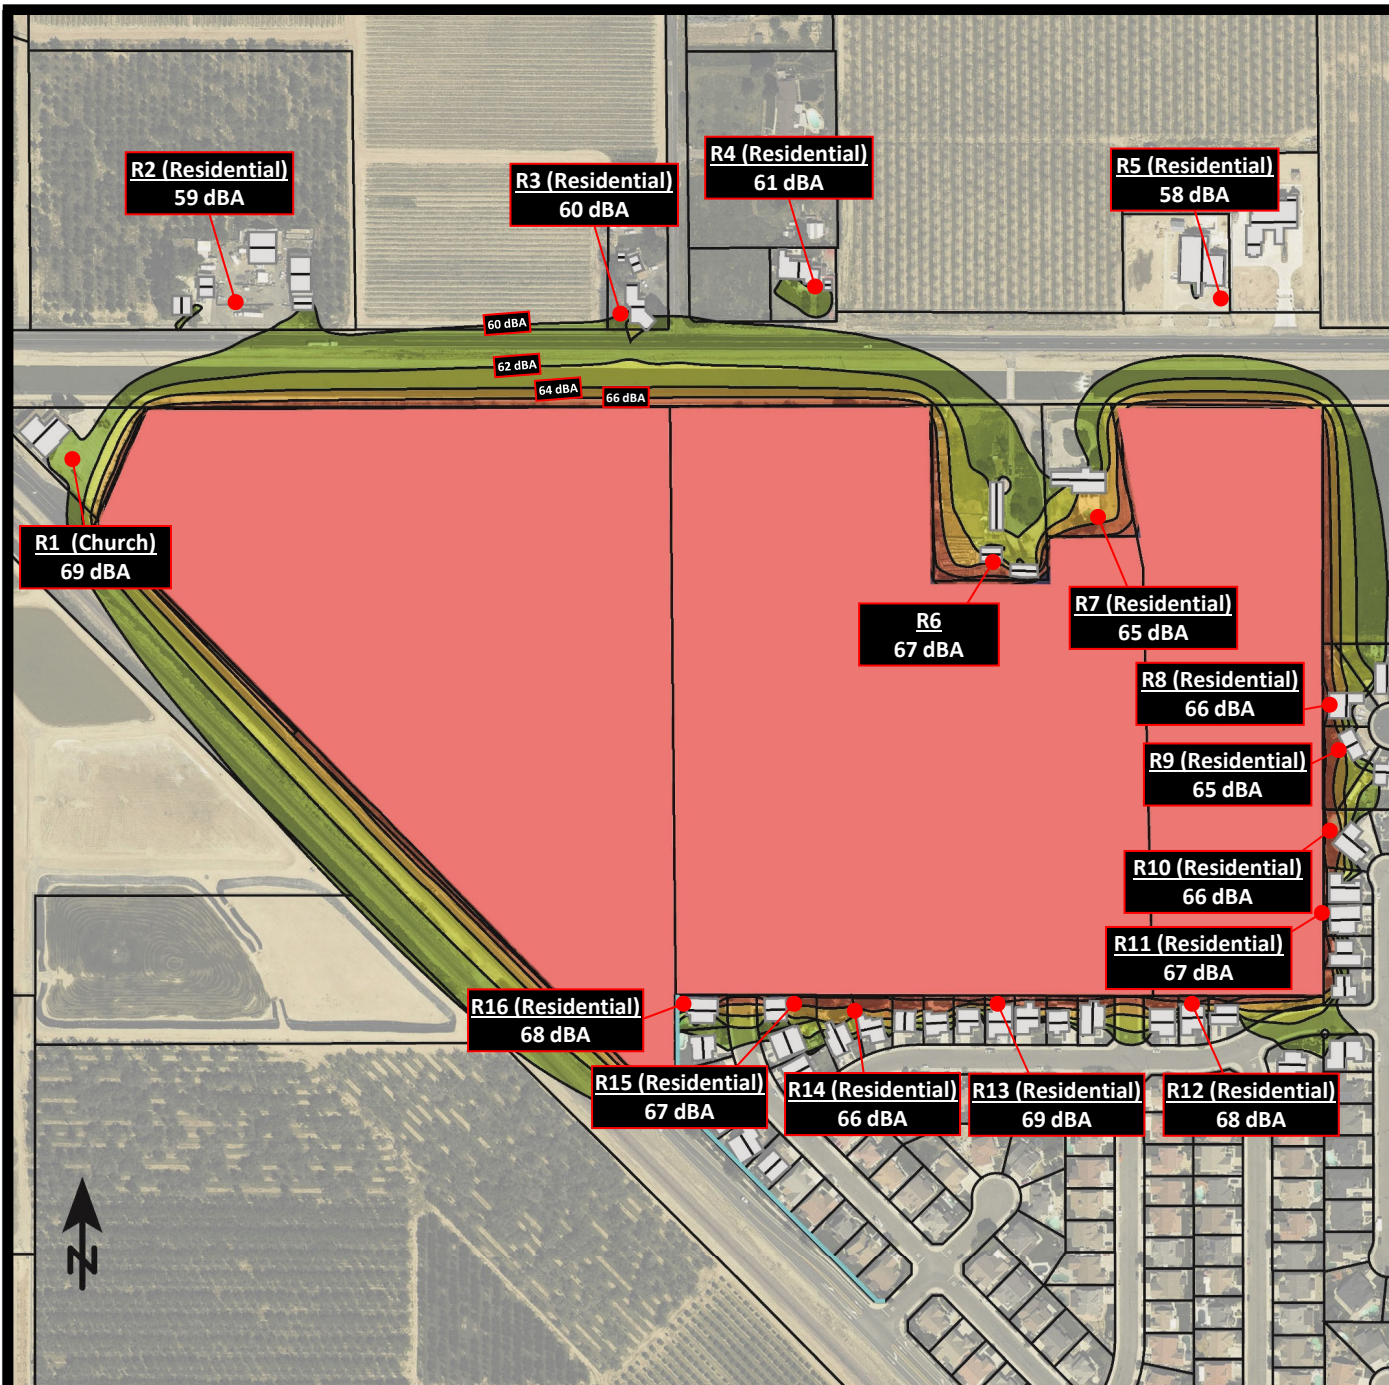 R2 (Residential)
59 dBA
R3 (Residential)
60 dBA
R4 (Residential)
61 dBA
R5 (Residential)
58 dBA
60 dBA
62 dBA
64 dBA
66 dBA
R1  (Church)
69 dBA
R6
67 dBA
R7 (Residential)
65 dBA
R8 (Residential)
66 dBA
R9 (Residential)
65 dBA
R10 (Residential)
66 dBA
R11 (Residential)
67 dBA
R16 (Residential)
68 dBA
R15 (Residential)
67 dBA
R14 (Residential)
66 dBA
R13 (Residential)
69 dBA
R12 (Residential)
68 dBA
N